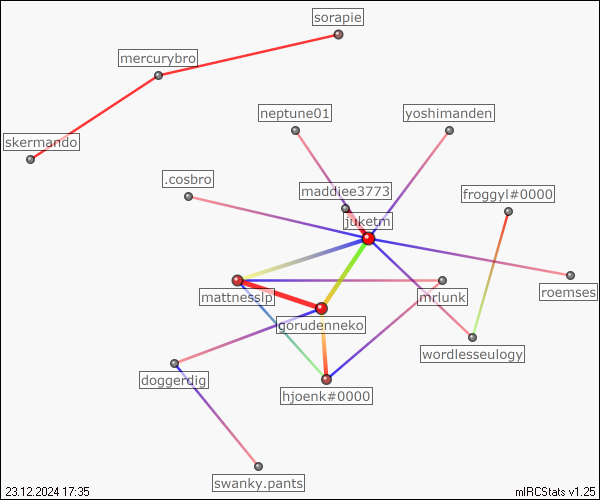 sorapie
mercurybro
neptune01
yoshimanden
skermando
.cosbro
maddiee3773
froggyl#0000
juketm
roemses
mattnesslp
mrlunk
gorudenneko
wordlesseulogy
doggerdig
hjoenk#0000
swanky.pants
23.12.2024 17:35
mIRCStats v1.25